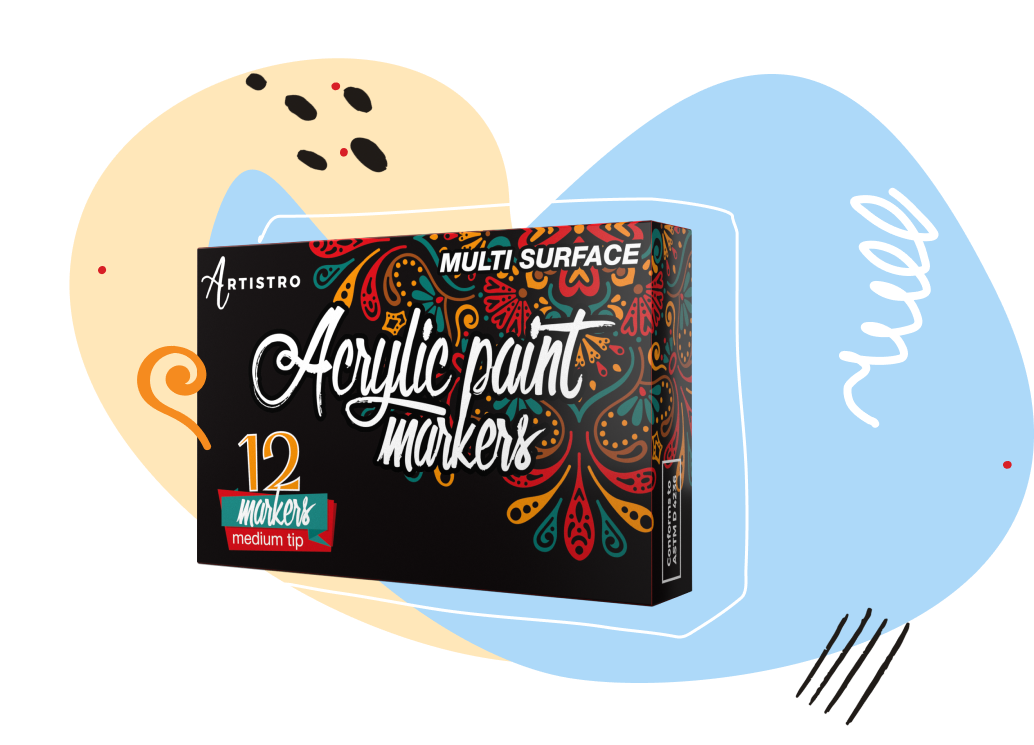 ARTISTRO
MULTI SURFACE
Acrylic paint
markers
12
markers
medium tip
Conforms to
ASTM D 4236